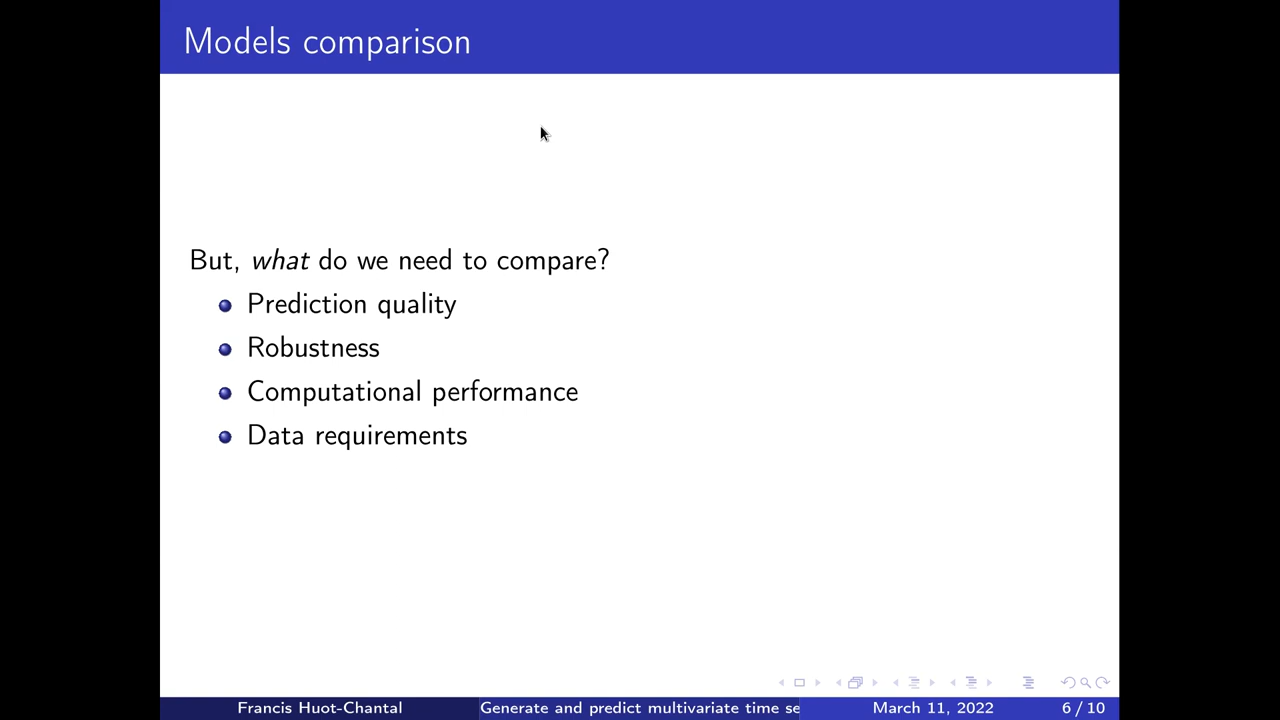 Models comparison
But, what do we need to compare?
Prediction quality
Robustness
Computational performance
Data requirements
Francis Huot-Chantal
Generate and predict multivariate time se
March 11, 2022
6 / 10